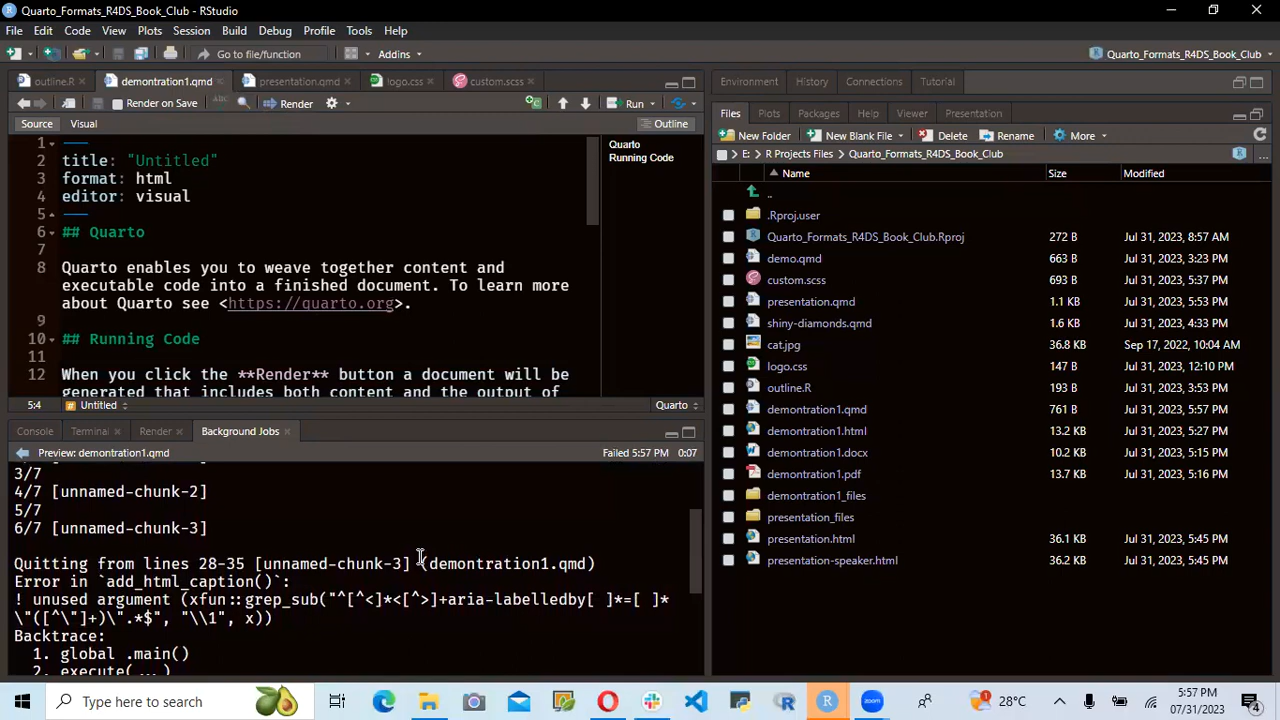 Quarto_Formats_R4DS_Book_Club - RStudio
File Edit Code View Plots Session Build Debug Profile Tools Help
Go to file/function Addins Quarto_Formats_R4DS_Book_Club
outline.R demontration1.qmd presentation.qmd logo.css custom.scss
Render on Save ABC Render Run
Source Visual Outline
1 ---
2 title: "Untitled"
3 format: html
4 editor: visual
5 ---
6 ## Quarto
7
8 Quarto enables you to weave together content and
executable code into a finished document. To learn more
about Quarto see <https://quarto.org>.
9
10 ## Running Code
11
12 When you click the **Render** button a document will be
generated that includes both content and the output of
Quarto
Running Code
5:4 # Untitled Quarto
Console Terminal Render Background Jobs
Preview: demontration1.qmd Failed 5:57 PM 0:07
3/7
4/7 [unnamed-chunk-2]
5/7
6/7 [unnamed-chunk-3]
Quitting from lines 28-35 [unnamed-chunk-3] (demontration1.qmd)
Error in `add_html_caption()`:
! unused argument (xfun::grep_sub("^[^<]*<[^>]+aria-labelledby[ ]*=[ ]*
\"([^\"]+)\".*$", "\\1", x))
Backtrace:
1. global .main()
2. execute(...)
Environment History Connections Tutorial
Files Plots Packages Help Viewer Presentation
New Folder New Blank File Delete Rename More
E: R Projects Files Quarto_Formats_R4DS_Book_Club ...
Name Size Modified
..
.Rproj.user
Quarto_Formats_R4DS_Book_Club.Rproj 272 B Jul 31, 2023, 8:57 AM
demo.qmd 663 B Jul 31, 2023, 3:23 PM
custom.scss 693 B Jul 31, 2023, 5:37 PM
presentation.qmd 1.1 KB Jul 31, 2023, 5:53 PM
shiny-diamonds.qmd 1.6 KB Jul 31, 2023, 4:33 PM
cat.jpg 36.8 KB Sep 17, 2022, 10:04 AM
logo.css 147 B Jul 31, 2023, 12:10 PM
outline.R 193 B Jul 31, 2023, 3:53 PM
demontration1.qmd 761 B Jul 31, 2023, 5:57 PM
demontration1.html 13.2 KB Jul 31, 2023, 5:27 PM
demontration1.docx 10.2 KB Jul 31, 2023, 5:15 PM
demontration1.pdf 13.7 KB Jul 31, 2023, 5:16 PM
demontration1_files
presentation_files
presentation.html 36.1 KB Jul 31, 2023, 5:45 PM
presentation-speaker.html 36.2 KB Jul 31, 2023, 5:45 PM
Type here to search 28°C 5:57 PM
07/31/2023 4